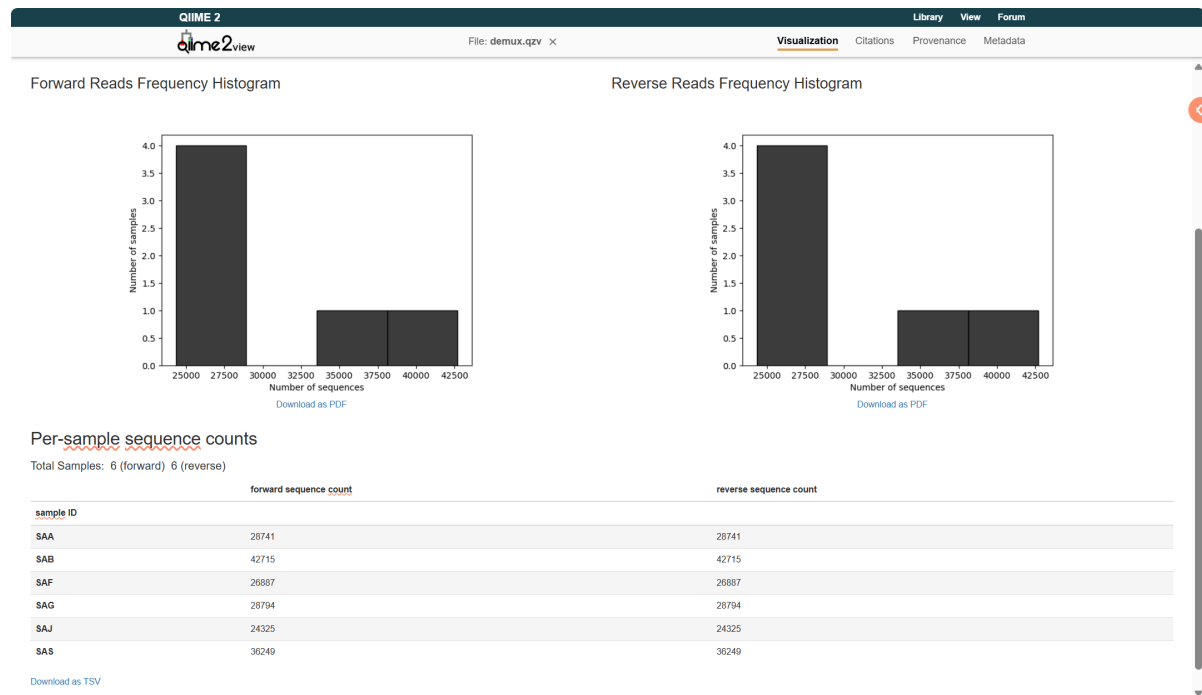 QIIME 2 Library View Forum
qiime2view File: demux.qzv × Visualization Citations Provenance Metadata
Forward Reads Frequency Histogram
4.0
3.5
3.0
2.5
2.0
1.5
1.0
0.5
0.0
Number of samples
25000 27500 30000 32500 35000 37500 40000 42500
Number of sequences
Download as PDF
Reverse Reads Frequency Histogram
4.0
3.5
3.0
2.5
2.0
1.5
1.0
0.5
0.0
Number of samples
25000 27500 30000 32500 35000 37500 40000 42500
Number of sequences
Download as PDF
Per-sample sequence counts
Total Samples: 6 (forward) 6 (reverse)
forward sequence count reverse sequence count
sample ID
SAA 28741 28741
SAB 42715 42715
SAF 26887 26887
SAG 28794 28794
SAJ 24325 24325
SAS 36249 36249
Download as TSV